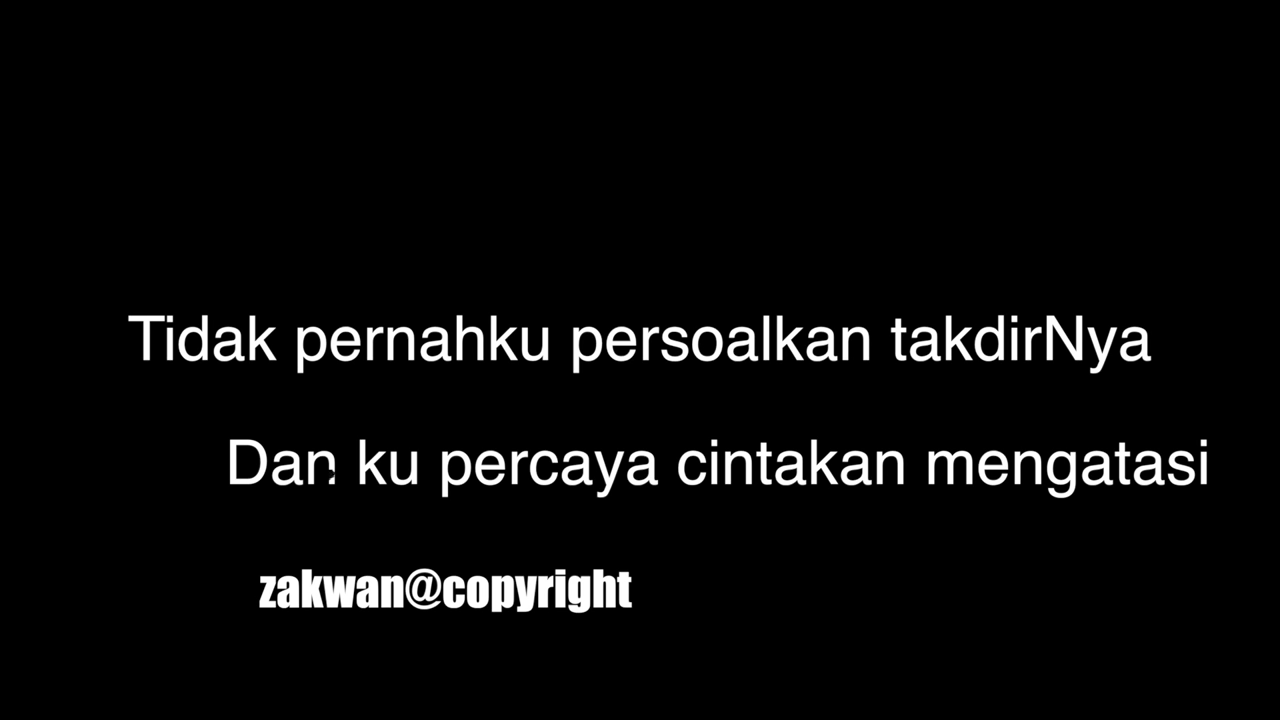 Tidak pernahku persoalkan takdirNya
Dan ku percaya cintakan mengatasi
zakwan@copyright